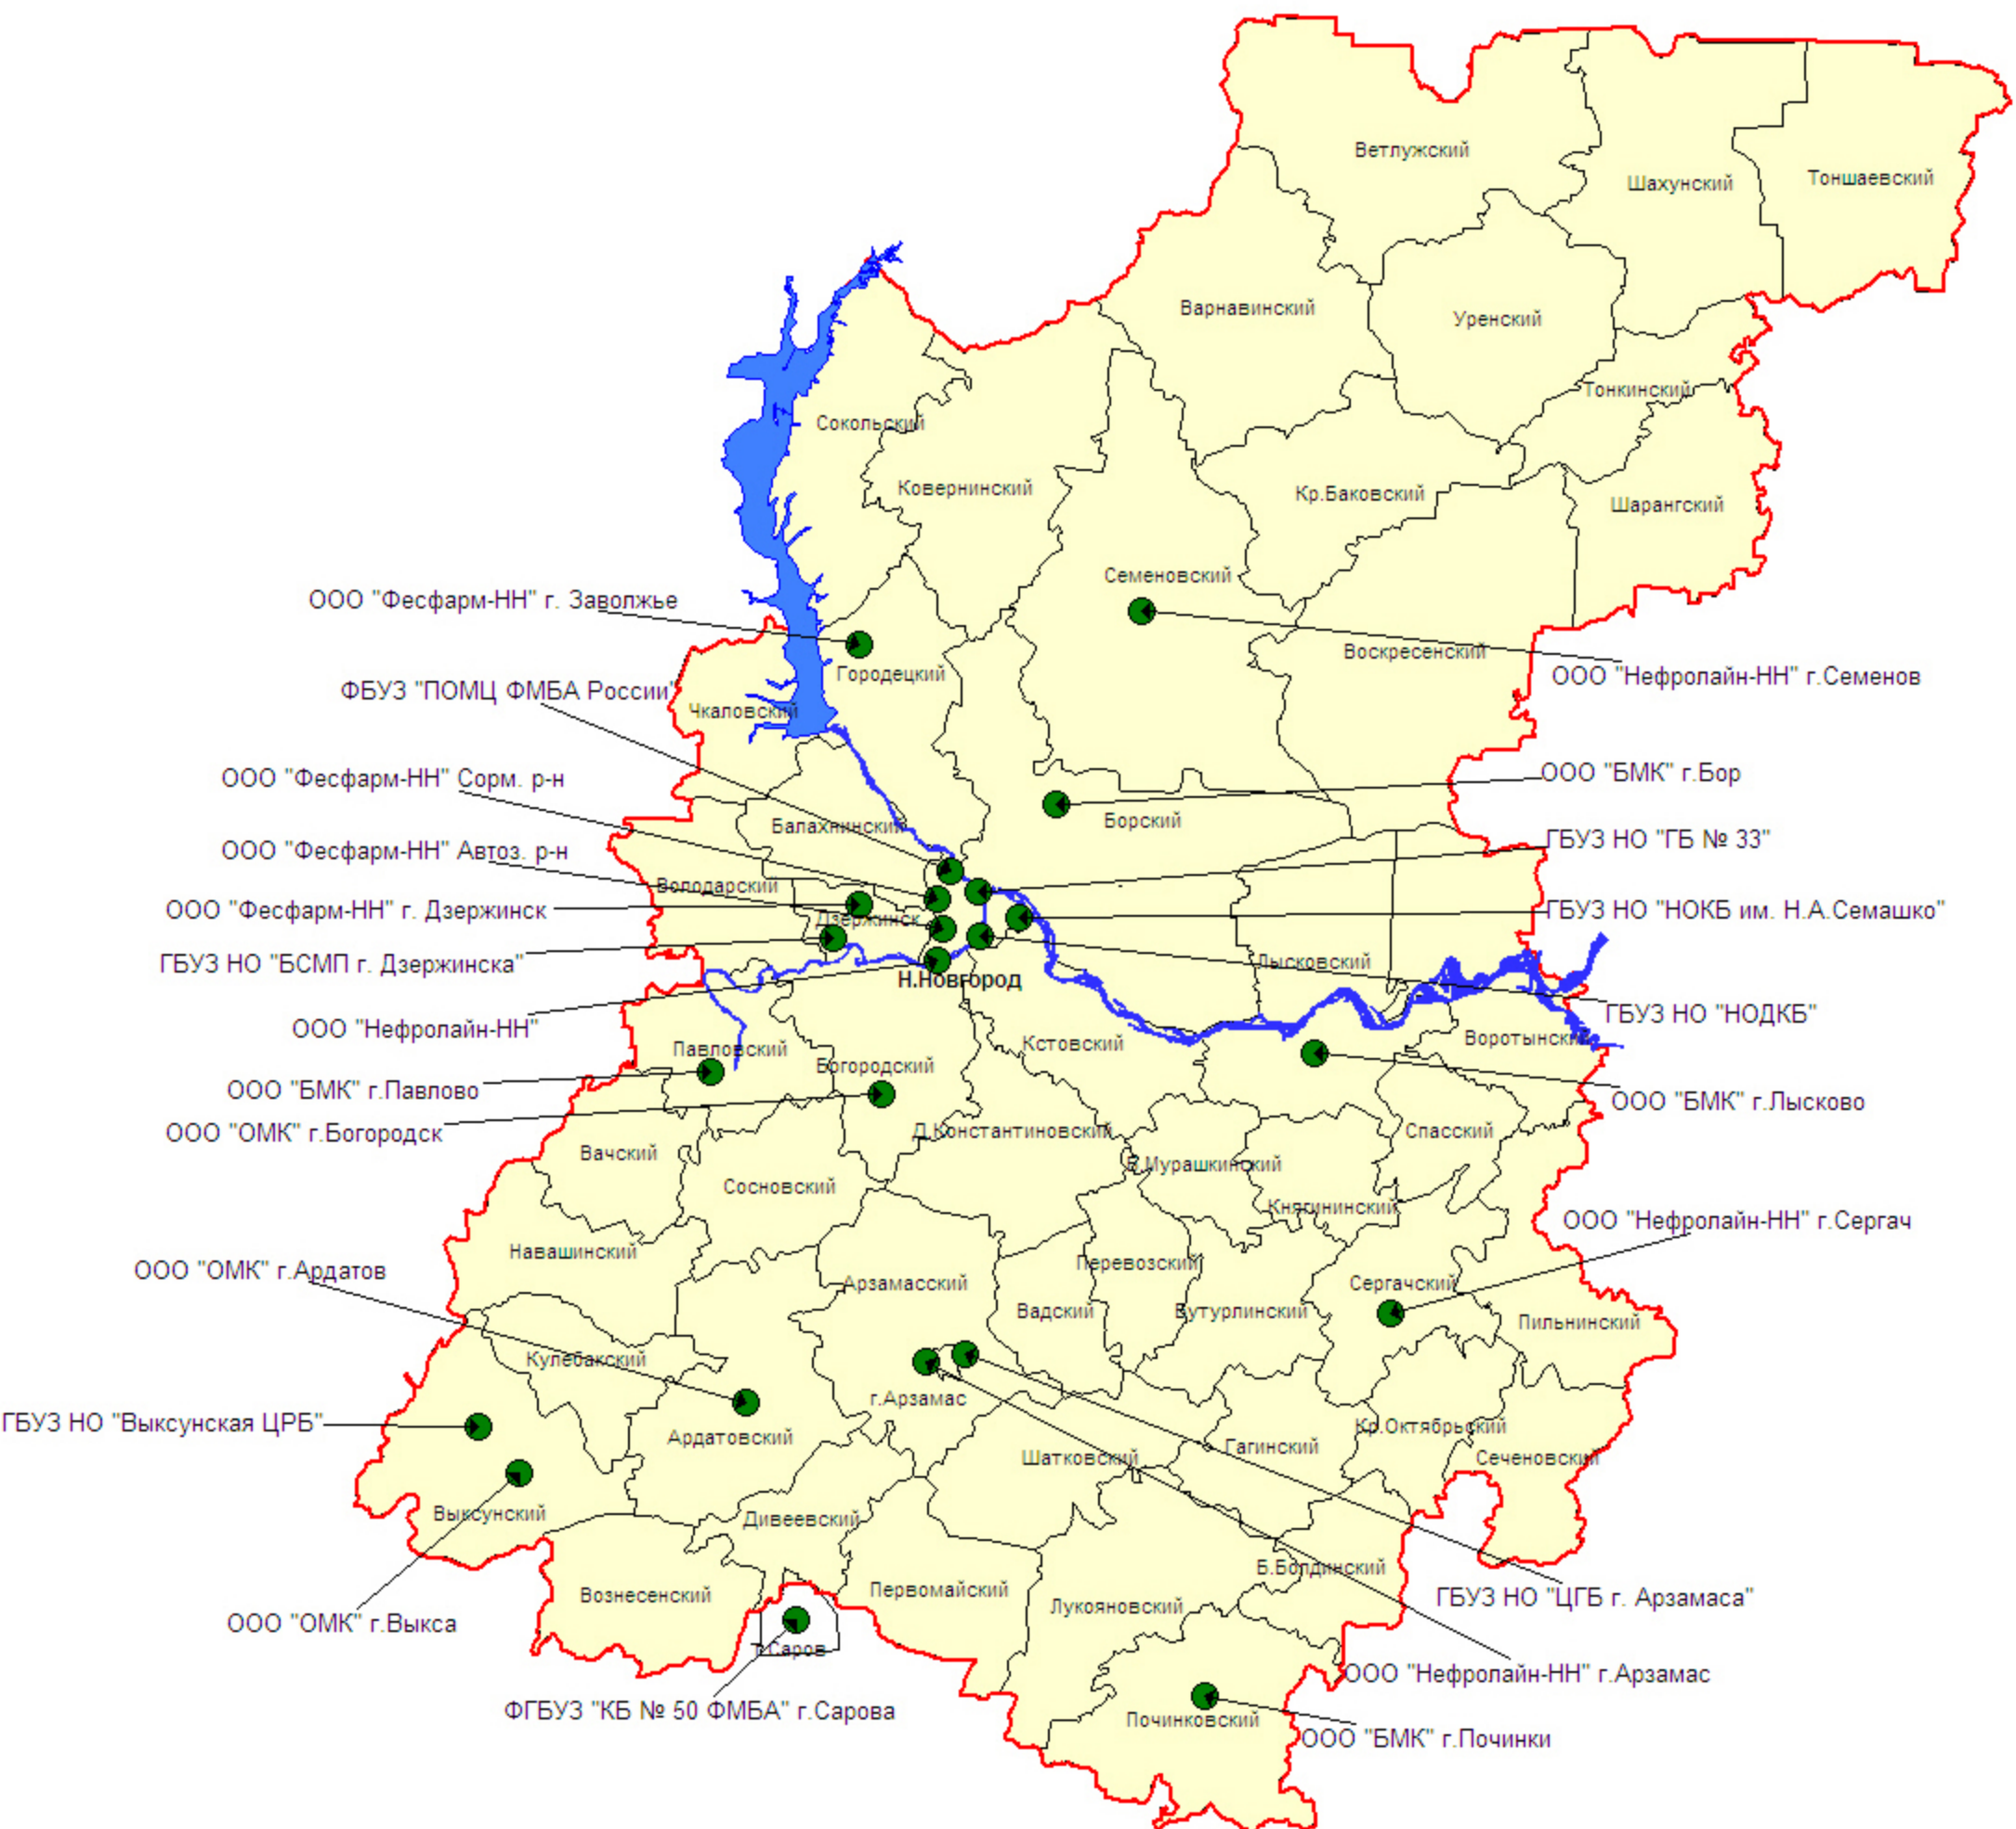 Ветлужский
Шахунский
Тоншаевский
Варнавинский
Уренский
Тонкинский
Сокольский
Ковернинский
Кр.Баковский
Шарангский
Семеновский
ООО "Фесфарм-НН" г. Заволжье
Воскресенский
Городецкий
ООО "Нефролайн-НН" г.Семенов
ФБУЗ "ПОМЦ ФМБА России"
Чкаловский
ООО "БМК" г.Бор
ООО "Фесфарм-НН" Сорм. р-н
Балахнинский
Борский
ГБУЗ НО "ГБ № 33"
ООО "Фесфарм-НН" Автоз. р-н
Володарский
ООО "Фесфарм-НН" г. Дзержинск
Дзержинск
ГБУЗ НО "НОКБ им. Н.А.Семашко"
ГБУЗ НО "БСМП г. Дзержинска"
Лысковский
Н.Новгород
ГБУЗ НО "НОДКБ"
ООО "Нефролайн-НН"
Павловский
Кстовский
Воротынский
Богородский
ООО "БМК" г.Павлово
ООО "БМК" г.Лысково
ООО "ОМК" г.Богородск
Д.Константиновский
Спасский
Вачский
Б.Мурашкинский
Сосновский
Княгининский
ООО "Нефролайн-НН" г.Сергач
Навашинский
Перевозский
ООО "ОМК" г.Ардатов
Арзамасский
Сергачский
Вадский
Бутурлинский
Пильнинский
Кулебакский
г.Арзамас
ГБУЗ НО "Выксунская ЦРБ"
Ардатовский
Кр.Октябрьский
Гагинский
Шатковский
Сеченовский
Выксунский
Дивеевский
Б.Болдинский
Вознесенский
Первомайский
ГБУЗ НО "ЦГБ г. Арзамаса"
Лукояновский
ООО "ОМК" г.Выкса
г.Саров
ООО "Нефролайн-НН" г.Арзамас
ФГБУЗ "КБ № 50 ФМБА" г.Сарова
Починковский
ООО "БМК" г.Починки